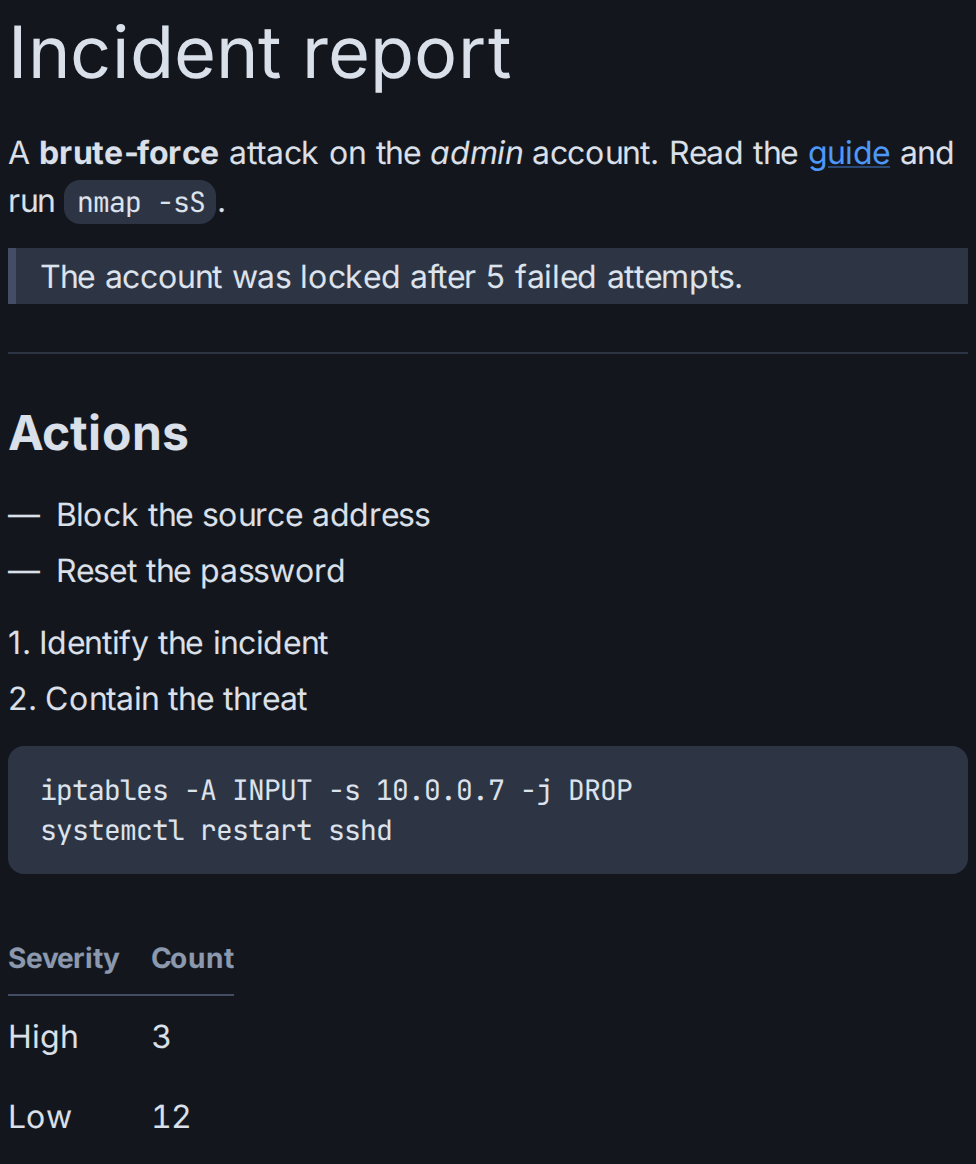 Incident report
A brute-force attack on the admin account. Read the guide and
run nmap -sS.
The account was locked after 5 failed attempts.
Actions
— Block the source address
— Reset the password
1. Identify the incident
2. Contain the threat
iptables -A INPUT -s 10.0.0.7 -j DROP
systemctl restart sshd
Severity Count
High 3
Low 12